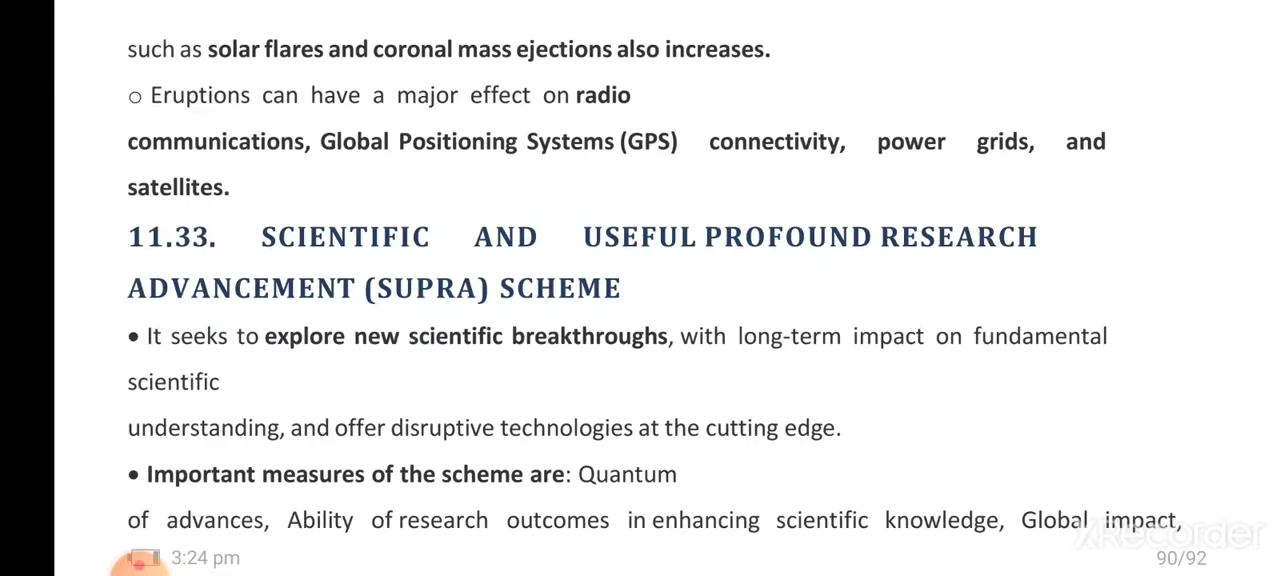 such as solar flares and coronal mass ejections also increases.
○ Eruptions can have a major effect on radio
communications, Global Positioning Systems (GPS) connectivity, power grids, and
satellites.
11.33. SCIENTIFIC AND USEFUL PROFOUND RESEARCH
ADVANCEMENT (SUPRA) SCHEME
• It seeks to explore new scientific breakthroughs, with long-term impact on fundamental
scientific
understanding, and offer disruptive technologies at the cutting edge.
• Important measures of the scheme are: Quantum
of advances, Ability of research outcomes in enhancing scientific knowledge, Global impact,
XRecorder
3:24 pm 90/92